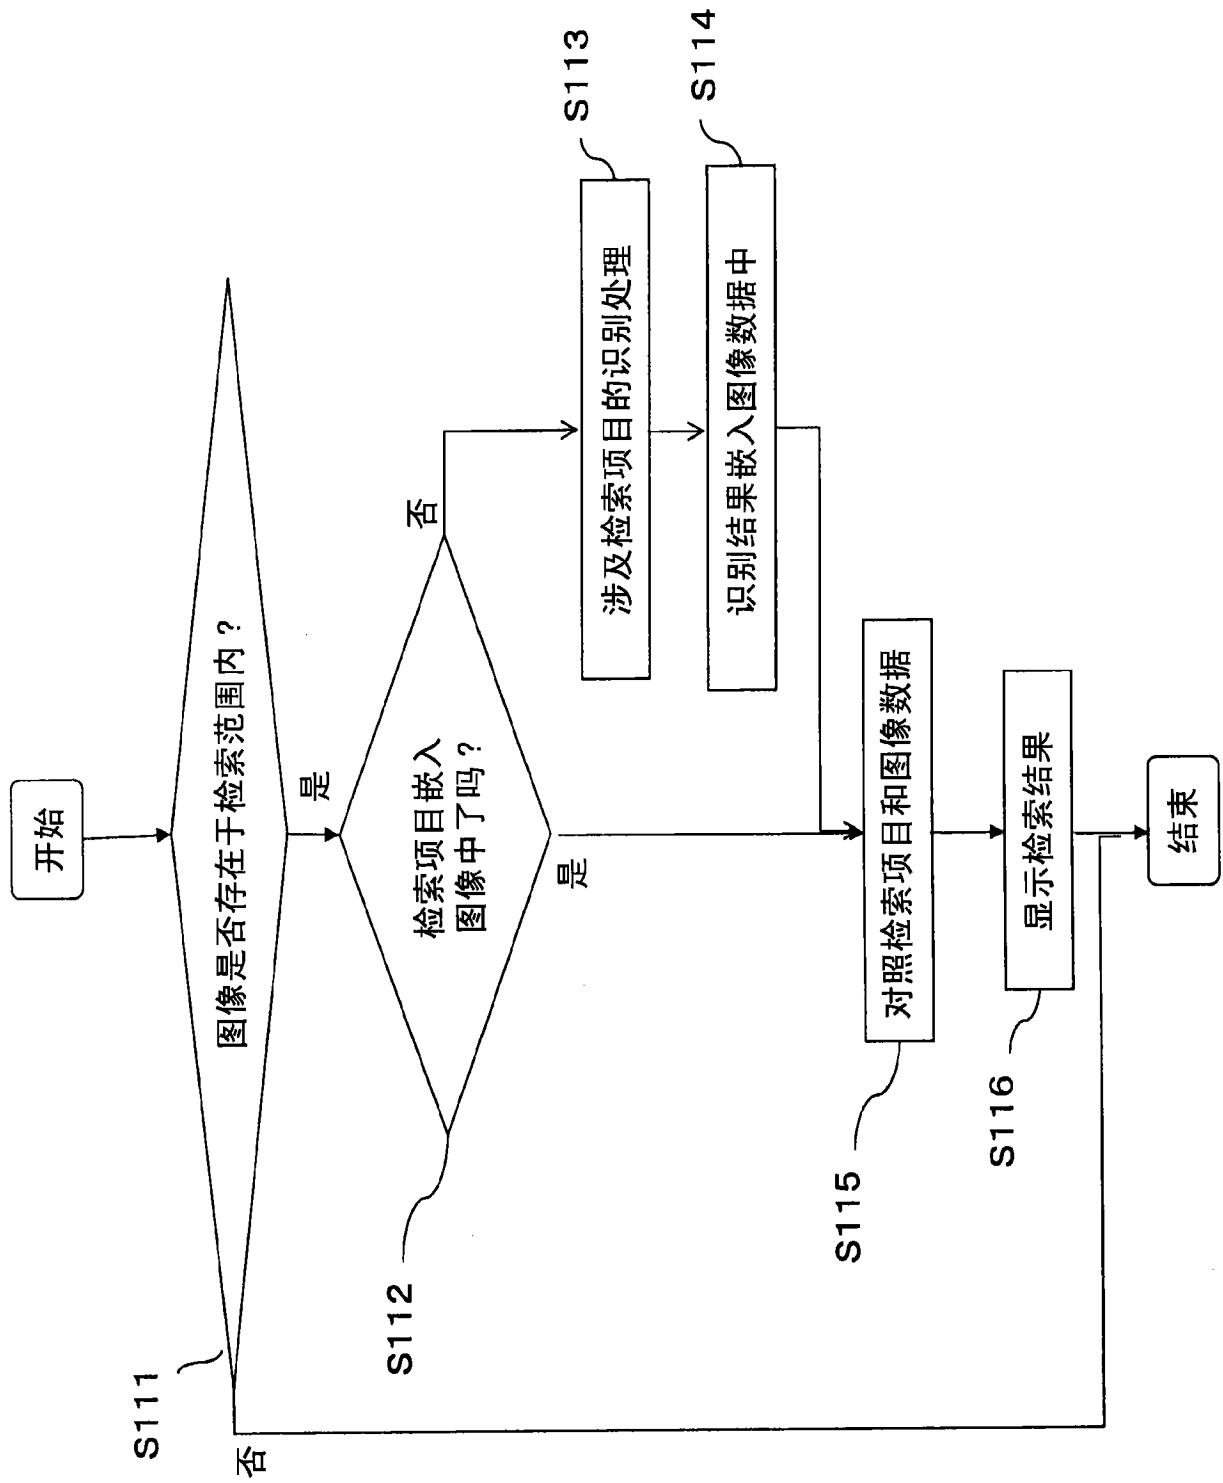 开始
S111
图像是否存在于检索范围内？
否
是
S112
检索项目嵌入
图像中了吗？
否
是
涉及检索项目的识别处理
S113
识别结果嵌入图像数据中
S114
S115
对照检索项目和图像数据
S116
显示检索结果
结束